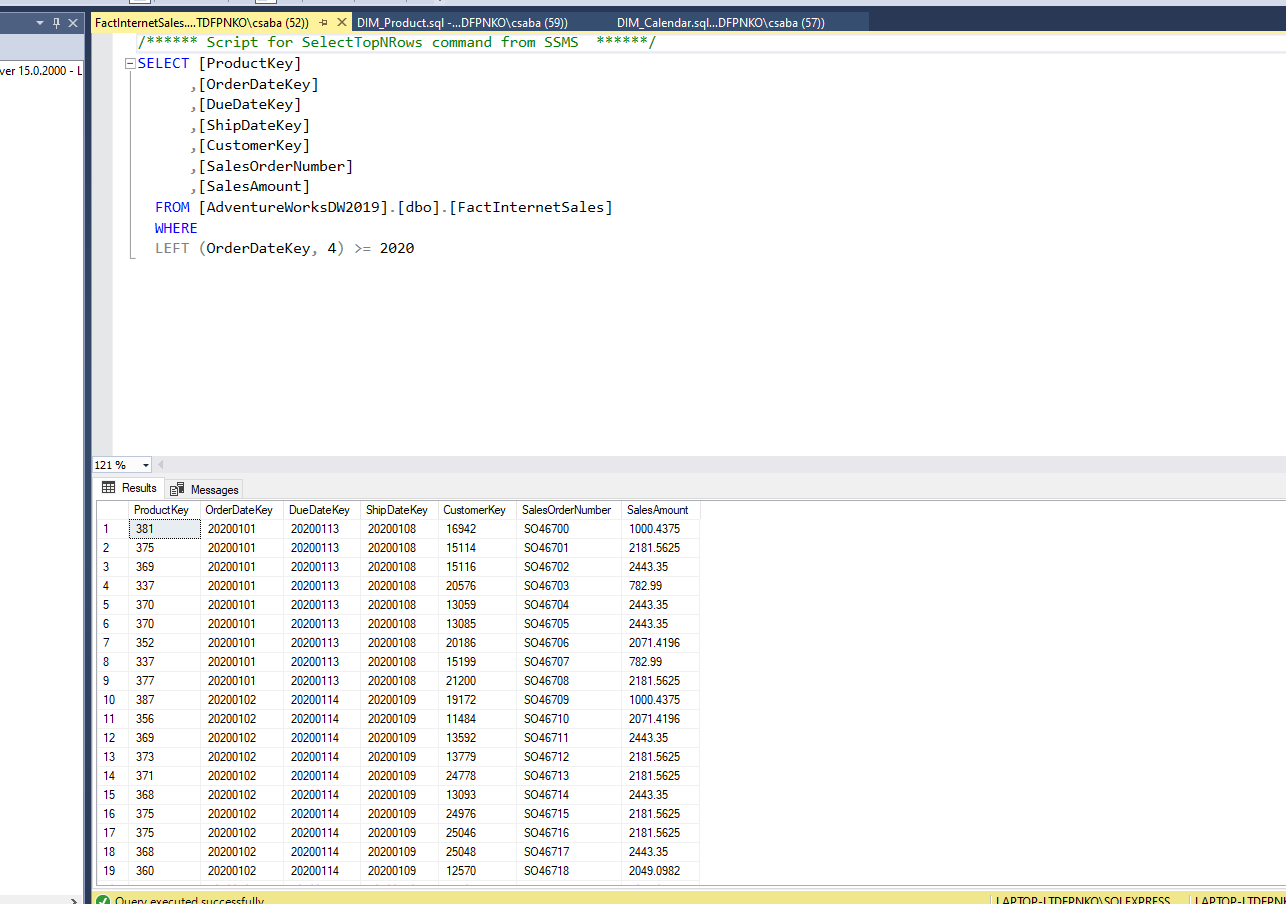 FactInternetSales....TDFPNKO\csaba (52))
DIM_Product.sql -...DFPNKO\csaba (59))
DIM_Calendar.sql...DFPNKO\csaba (57))
ver 15.0.2000 - L
/****** Script for SelectTopNRows command from SSMS  ******/
SELECT [ProductKey]
,[OrderDateKey]
,[DueDateKey]
,[ShipDateKey]
,[CustomerKey]
,[SalesOrderNumber]
,[SalesAmount]
FROM [AdventureWorksDW2019].[dbo].[FactInternetSales]
WHERE
LEFT (OrderDateKey, 4) >= 2020
121 %
Results Messages
ProductKey OrderDateKey DueDateKey ShipDateKey CustomerKey SalesOrderNumber SalesAmount
1 381 20200101 20200113 20200108 16942 SO46700 1000.4375
2 375 20200101 20200113 20200108 15114 SO46701 2181.5625
3 369 20200101 20200113 20200108 15116 SO46702 2443.35
4 337 20200101 20200113 20200108 20576 SO46703 782.99
5 370 20200101 20200113 20200108 13059 SO46704 2443.35
6 370 20200101 20200113 20200108 13085 SO46705 2443.35
7 352 20200101 20200113 20200108 20186 SO46706 2071.4196
8 337 20200101 20200113 20200108 15199 SO46707 782.99
9 377 20200101 20200113 20200108 21200 SO46708 2181.5625
10 387 20200102 20200114 20200109 19172 SO46709 1000.4375
11 356 20200102 20200114 20200109 11484 SO46710 2071.4196
12 369 20200102 20200114 20200109 13592 SO46711 2443.35
13 373 20200102 20200114 20200109 13779 SO46712 2181.5625
14 371 20200102 20200114 20200109 24778 SO46713 2181.5625
15 368 20200102 20200114 20200109 13093 SO46714 2443.35
16 375 20200102 20200114 20200109 24976 SO46715 2181.5625
17 375 20200102 20200114 20200109 25046 SO46716 2181.5625
18 368 20200102 20200114 20200109 25048 SO46717 2443.35
19 360 20200102 20200114 20200109 12570 SO46718 2049.0982
Query executed successfully
LAPTOP-LTDFPNKO\SQLEXPRESS
LAPTOP-LTDFPNK